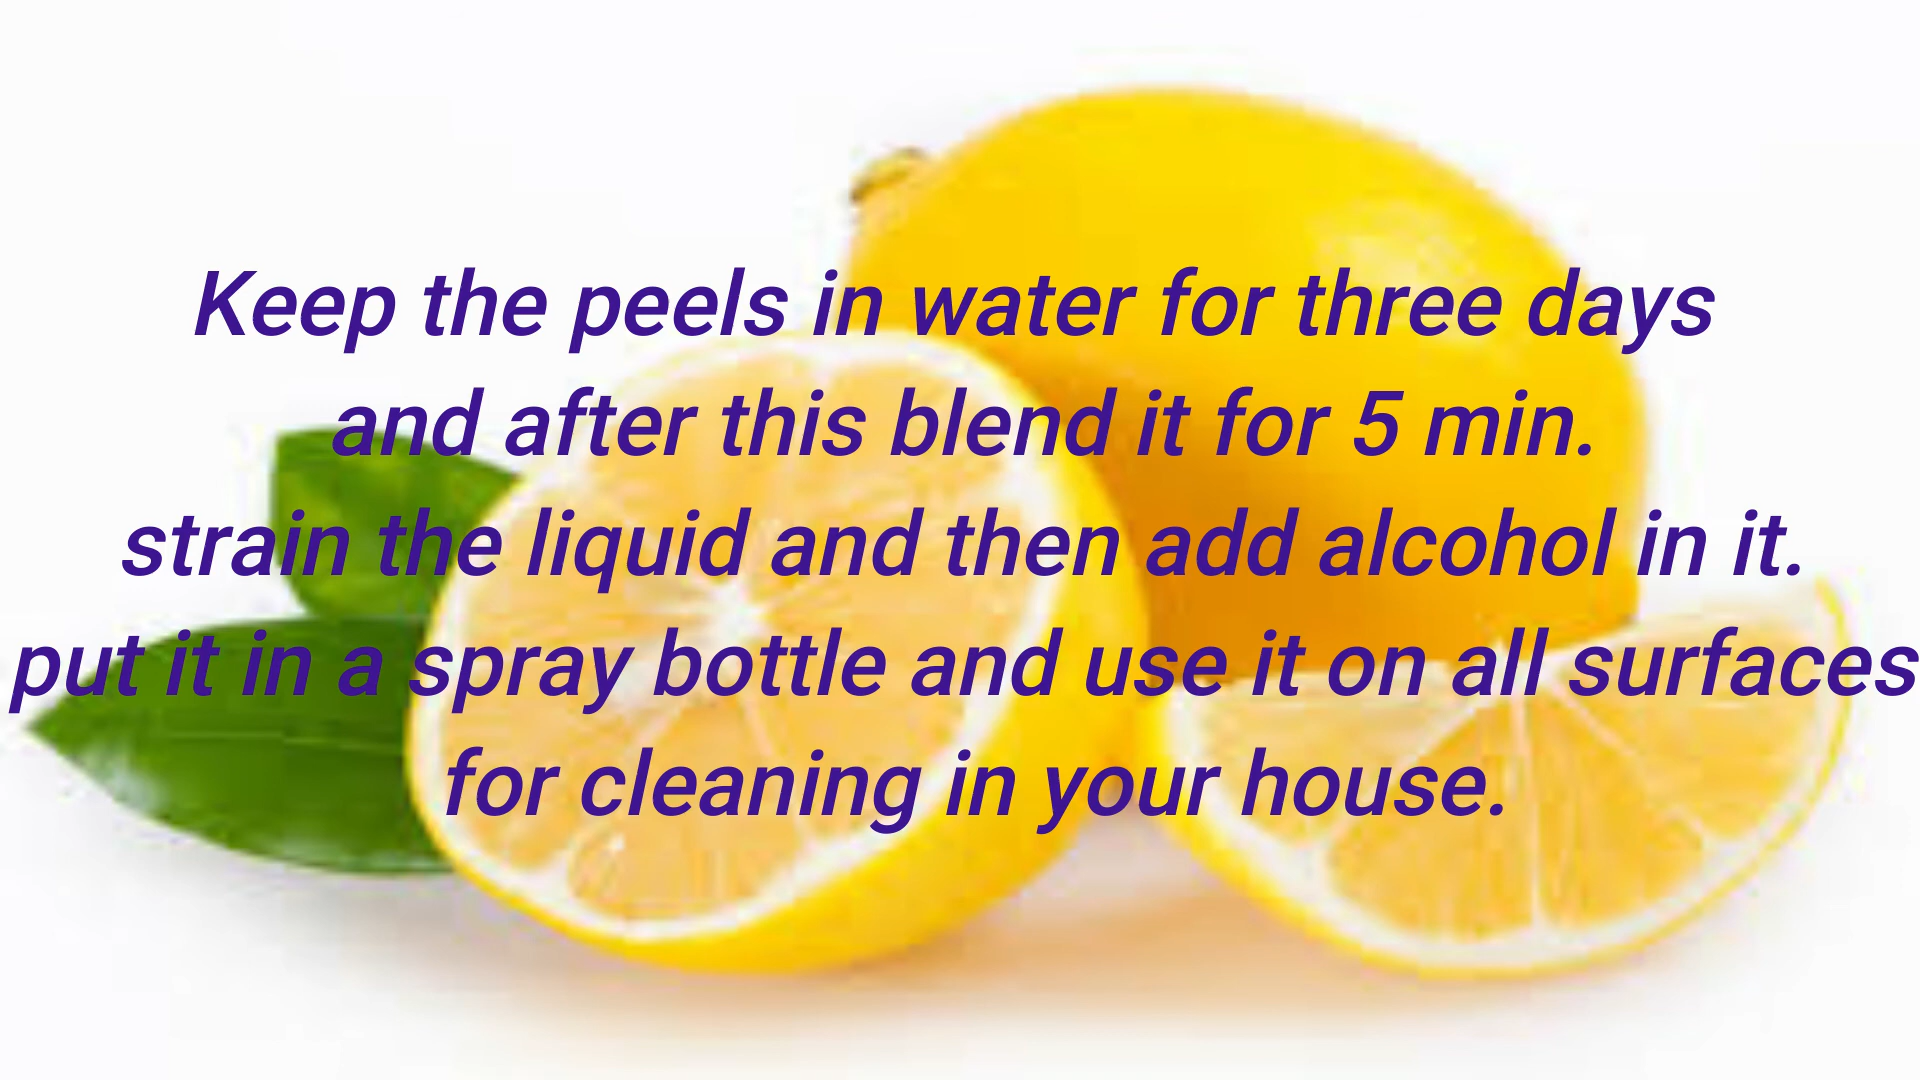 Keep the peels in water for three days
and after this blend it for 5 min.
strain the liquid and then add alcohol in it.
put it in a spray bottle and use it on all surfaces
for cleaning in your house.